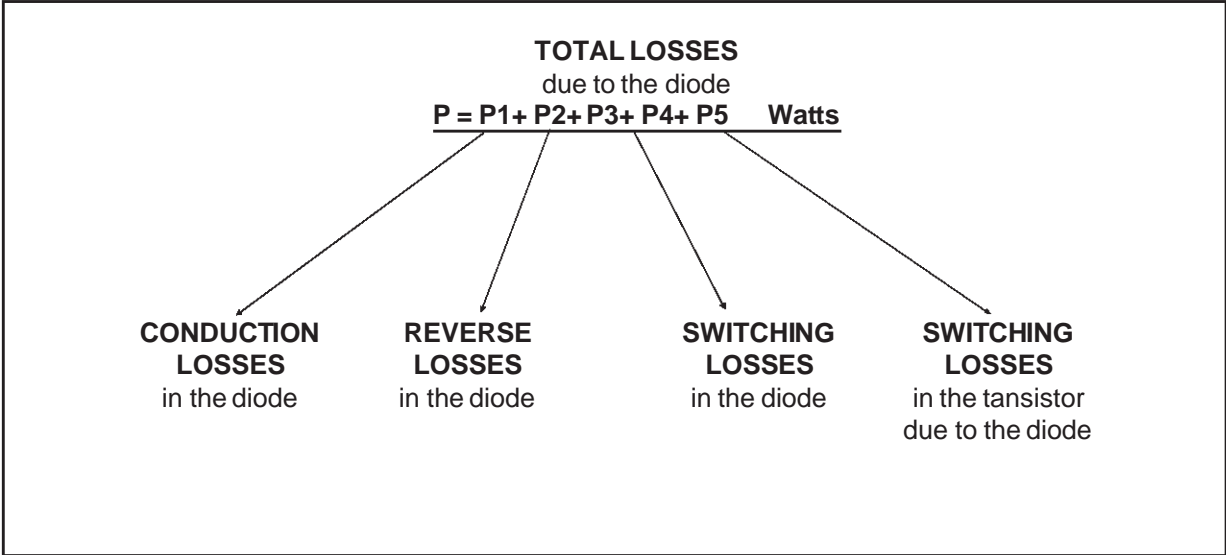 TOTAL LOSSES
due to the diode
P = P1+ P2+ P3+ P4+ P5 Watts
CONDUCTION
LOSSES
in the diode
REVERSE
LOSSES
in the diode
SWITCHING
LOSSES
in the diode
SWITCHING
LOSSES
in the tansistor
due to the diode